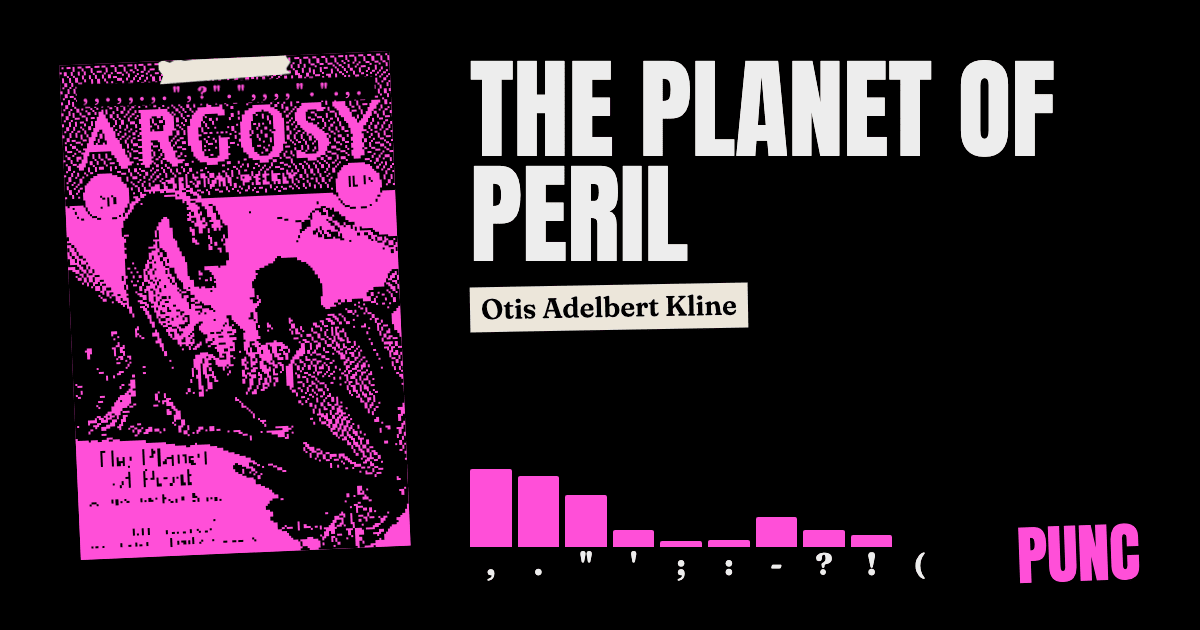 , . , , , , . . " , ? " . " , , , , " . " . , .
ARGOSY
THE PLANET OF
PERIL
Otis Adelbert Kline
The Planet
of Peril
, . " ' ; : - ? ! (
PUNC